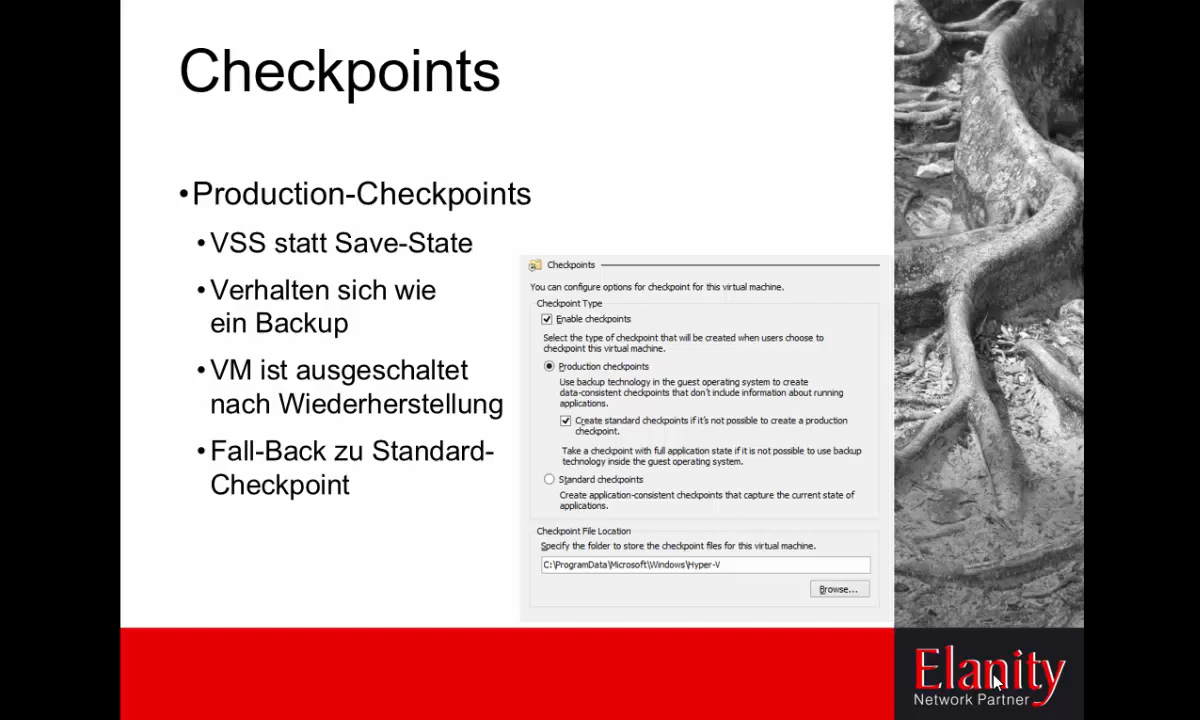 Checkpoints
•Production-Checkpoints
•VSS statt Save-State
•Verhalten sich wie
ein Backup
•VM ist ausgeschaltet
nach Wiederherstellung
•Fall-Back zu Standard-
Checkpoint
Checkpoints
You can configure options for checkpoint for this virtual machine.
Checkpoint Type
Enable checkpoints
Select the type of checkpoint that will be created when users choose to
checkpoint this virtual machine.
Production checkpoints
Use backup technology in the guest operating system to create
data-consistent checkpoints that don't include information about running
applications.
Create standard checkpoints if it's not possible to create a production
checkpoint.
Take a checkpoint with full application state if it is not possible to use backup
technology inside the guest operating system.
Standard checkpoints
Create application-consistent checkpoints that capture the current state of
applications.
Checkpoint File Location
Specify the folder to store the checkpoint files for this virtual machine.
C:\ProgramData\Microsoft\Windows\Hyper-V
Browse...
Elanity
Network Partner